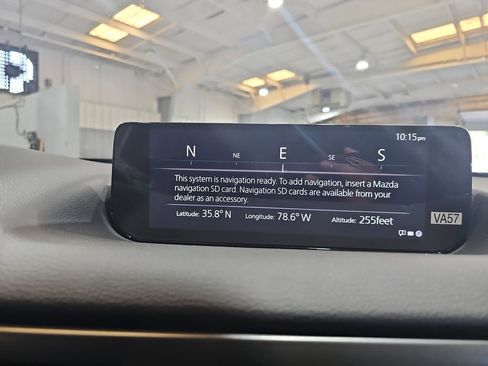 10:15pm
N NE E SE S
This system is navigation ready. To add navigation, insert a Mazda
navigation SD card. Navigation SD cards are available from your
dealer as an accessory.
Latitude: 35.8° N Longitude: 78.6° W Altitude: 255feet
VA57